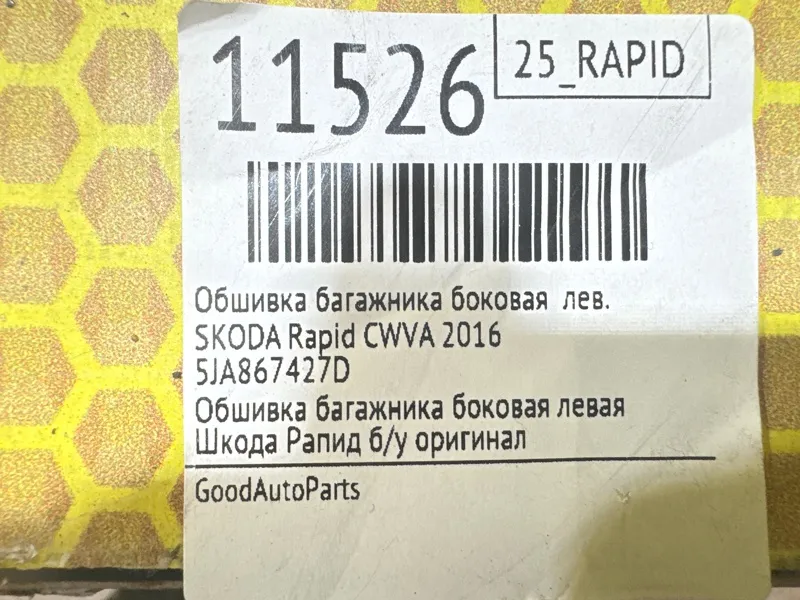 11526
25_RAPID
Обшивка багажника боковая лев.
SKODA Rapid CWVA 2016
5JA867427D
Обшивка багажника боковая левая
Шкода Рапид б/у оригинал
GoodAutoParts